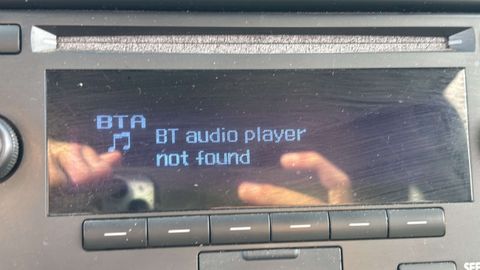 BTA
BT audio player
not found